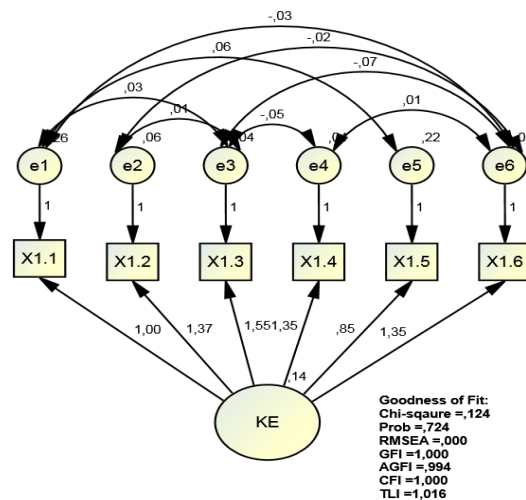 -,03
,06
-,02
-,07
,03
,01
-,05
,01
,26
,06
,04
,22
e1
e2
e3
e4
e5
e6
1
1
1
1
1
1
X1.1
X1.2
X1.3
X1.4
X1.5
X1.6
1,00
1,37
1,55
1,35
,85
1,35
,14
KE
Goodness of Fit:
Chi-sqaure =,124
Prob =,724
RMSEA =,000
GFI =1,000
AGFI =,994
CFI =1,000
TLI =1,016